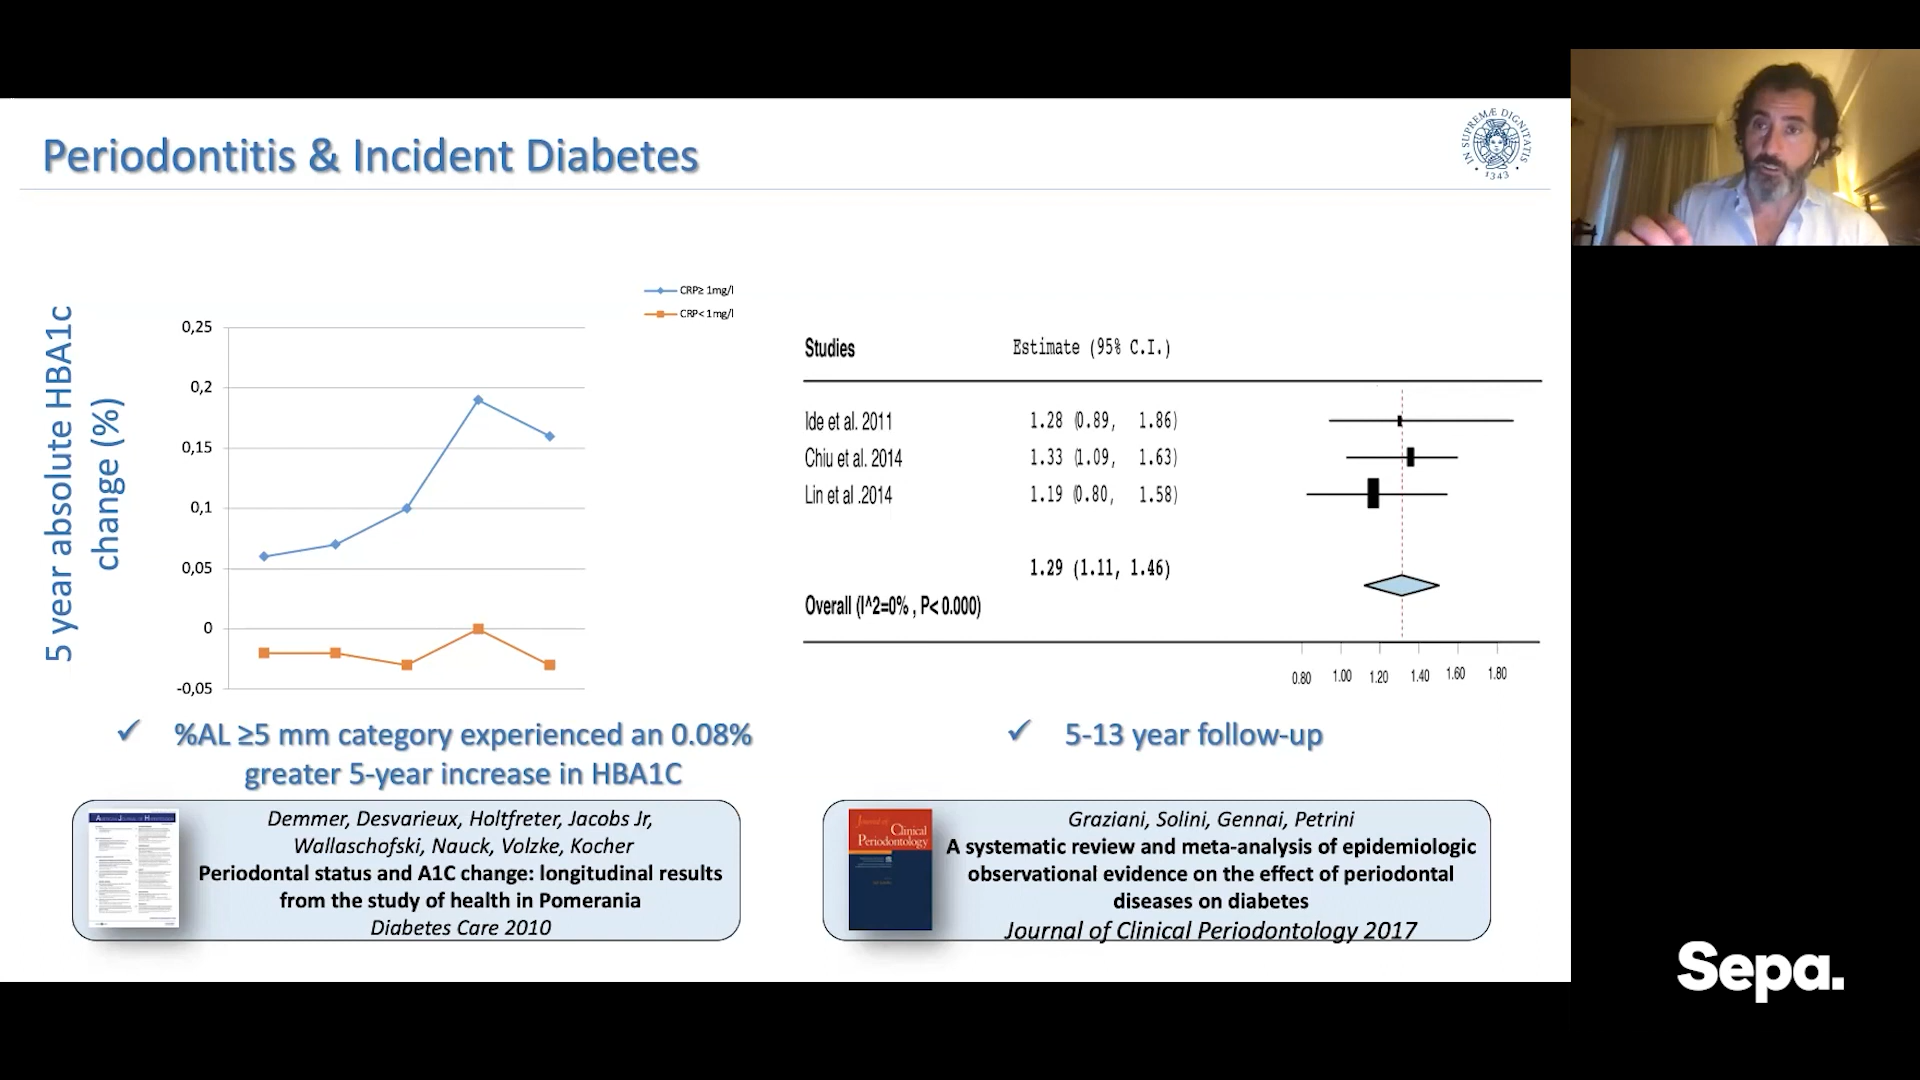 Periodontitis & Incident Diabetes
IN SUPREMÆ DIGNITATIS
• 1343 •
5 year absolute HBA1c
change (%)
CRP≥ 1mg/l
CRP< 1mg/l
0,25
0,2
0,15
0,1
0,05
0
-0,05
✓ %AL ≥5 mm category experienced an 0.08%
greater 5-year increase in HBA1C
Demmer, Desvarieux, Holtfreter, Jacobs Jr,
Wallaschofski, Nauck, Volzke, Kocher
Periodontal status and A1C change: longitudinal results
from the study of health in Pomerania
Diabetes Care 2010
Studies Estimate (95% C.I.)
Ide et al. 2011 1.28 (0.89, 1.86)
Chiu et al. 2014 1.33 (1.09, 1.63)
Lin et al .2014 1.19 (0.80, 1.58)
1.29 (1.11, 1.46)
Overall (I^2=0% , P< 0.000)
0.80 1.00 1.20 1.40 1.60 1.80
✓ 5-13 year follow-up
Journal of
Clinical
Periodontology
Graziani, Solini, Gennai, Petrini
A systematic review and meta-analysis of epidemiologic
observational evidence on the effect of periodontal
diseases on diabetes
Journal of Clinical Periodontology 2017
Sepa.